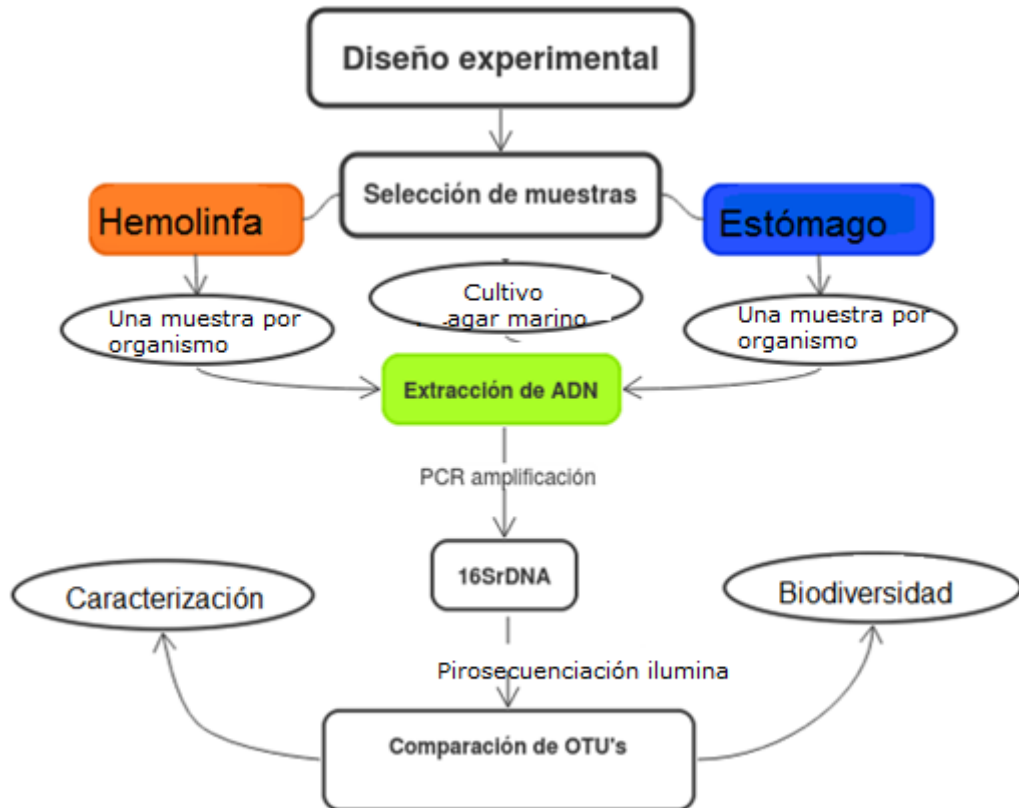 Diseño experimental
Selección de muestras
Hemolinfa
Estómago
Una muestra por
organismo
Cultivo
agar marino
Una muestra por
organismo
Extracción de ADN
PCR amplificación
16SrDNA
Caracterización
Biodiversidad
Pirosecuenciación ilumina
Comparación de OTU's